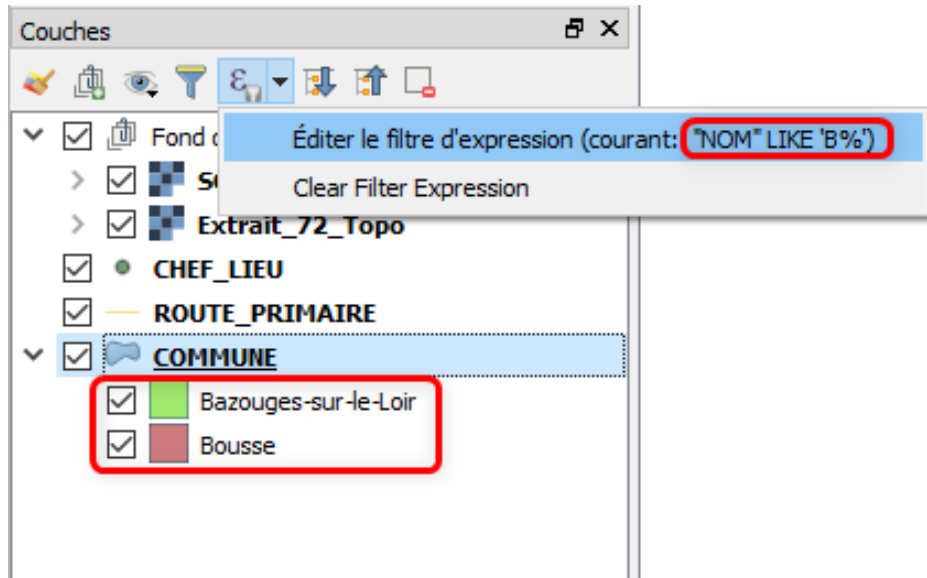 Couches
Éditer le filtre d'expression (courant: "NOM" LIKE 'B%')
Fond
Clear Filter Expression
Extrait_72_Topo
CHEF_LIEU
ROUTE_PRIMAIRE
COMMUNE
Bazouges-sur-le-Loir
Bousse